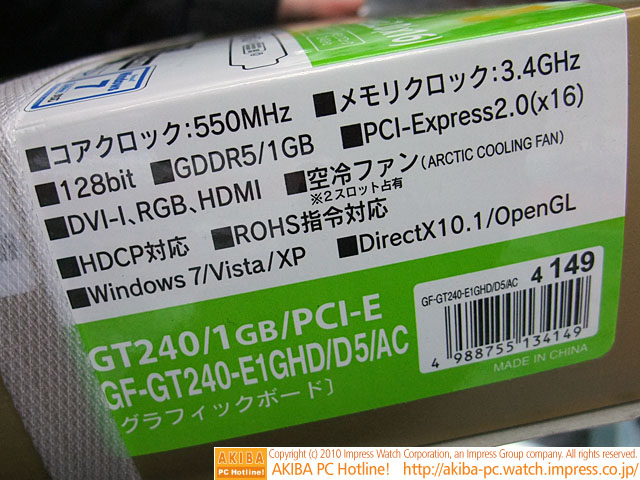 ■コアクロック:550MHz ■メモリクロック:3.4GHz
■128bit ■GDDR5/1GB ■PCI-Express2.0(x16)
■DVI-I、RGB、HDMI ■空冷ファン(ARCTIC COOLING FAN)
※2スロット占有
■HDCP対応 ■ROHS指令対応
■Windows 7/Vista/XP ■DirectX10.1/OpenGL
GT240/1GB/PCI-E
GF-GT240-E1GHD/D5/AC
グラフィックボード〕
GF-GT240-E1GHD/D5/AC 4149
4 988755 134149
MADE IN CHINA
AKIBA
PC Hotline!
Copyright (c) 2010 Impress Watch Corporation, an Impress Group company. All rights reserved.
AKIBA PC Hotline! http://akiba-pc.watch.impress.co.jp/